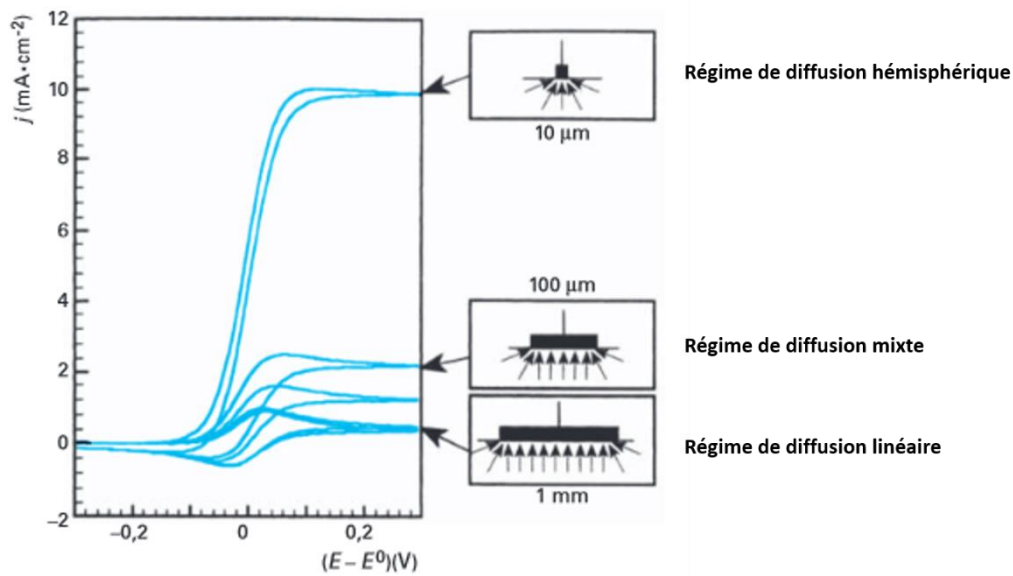 12
10
8
6
4
2
0
–2
j (mA·cm⁻²)
–0,2
0
0,2
(E – E⁰)(V)
10 µm
Régime de diffusion hémisphérique
100 µm
Régime de diffusion mixte
Régime de diffusion linéaire
1 mm